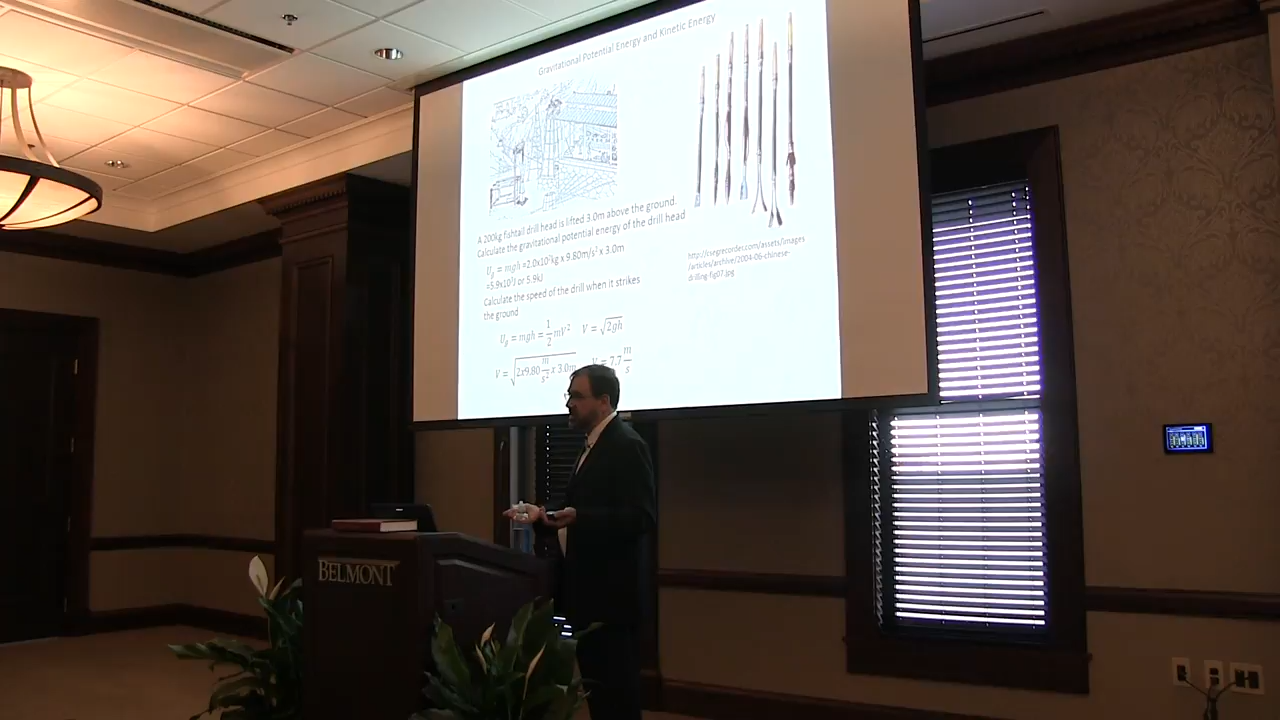 Gravitational Potential Energy and Kinetic Energy
A 200kg fishtail drill head is lifted 3.0m above the ground.
Calculate the gravitational potential energy of the drill head
U_g = mgh =2.0x10²kg x 9.80m/s² x 3.0m
=5.9x10³J or 5.9kJ
Calculate the speed of the drill when it strikes
the ground
U_g = mgh = 1/2 mV² V = √2gh
V = √2x9.80 m/s² x 3.0m V = 7.7 m/s
http://csegrecorder.com/assets/images
/articles/archive/2004-06-chinese-
drilling-fig07.jpg
BELMONT